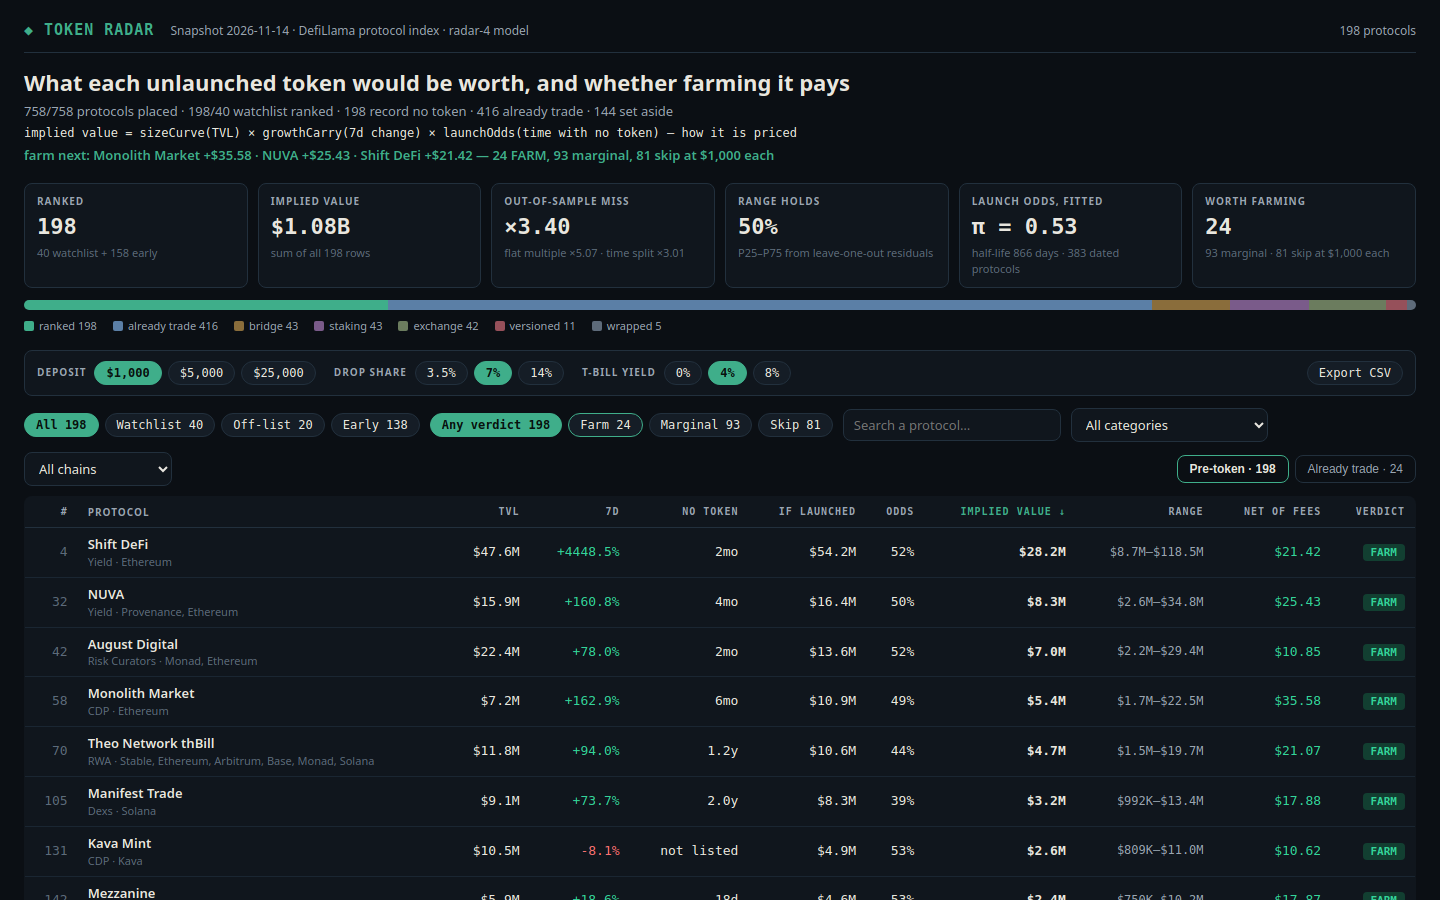 ◆ TOKEN RADAR Snapshot 2026-11-14 · DefiLlama protocol index · radar-4 model 198 protocols
What each unlaunched token would be worth, and whether farming it pays
758/758 protocols placed · 198/40 watchlist ranked · 198 record no token · 416 already trade · 144 set aside
implied value = sizeCurve(TVL) × growthCarry(7d change) × launchOdds(time with no token) — how it is priced
farm next: Monolith Market +$35.58 · NUVA +$25.43 · Shift DeFi +$21.42 — 24 FARM, 93 marginal, 81 skip at $1,000 each
RANKED
198
40 watchlist + 158 early
IMPLIED VALUE
$1.08B
sum of all 198 rows
OUT-OF-SAMPLE MISS
×3.40
flat multiple ×5.07 · time split ×3.01
RANGE HOLDS
50%
P25–P75 from leave-one-out residuals
LAUNCH ODDS, FITTED
π = 0.53
half-life 866 days · 383 dated
protocols
WORTH FARMING
24
93 marginal · 81 skip at $1,000 each
ranked 198 already trade 416 bridge 43 staking 43 exchange 42 versioned 11 wrapped 5
DEPOSIT $1,000 $5,000 $25,000 DROP SHARE 3.5% 7% 14% T-BILL YIELD 0% 4% 8% Export CSV
All 198 Watchlist 40 Off-list 20 Early 138 Any verdict 198 Farm 24 Marginal 93 Skip 81 Search a protocol... All categories
All chains Pre-token · 198 Already trade · 24
# PROTOCOL TVL 7D NO TOKEN IF LAUNCHED ODDS IMPLIED VALUE ↓ RANGE NET OF FEES VERDICT
4 Shift DeFi $47.6M +4448.5% 2mo $54.2M 52% $28.2M $8.7M–$118.5M $21.42 FARM
Yield · Ethereum
32 NUVA $15.9M +160.8% 4mo $16.4M 50% $8.3M $2.6M–$34.8M $25.43 FARM
Yield · Provenance, Ethereum
42 August Digital $22.4M +78.0% 2mo $13.6M 52% $7.0M $2.2M–$29.4M $10.85 FARM
Risk Curators · Monad, Ethereum
58 Monolith Market $7.2M +162.9% 6mo $10.9M 49% $5.4M $1.7M–$22.5M $35.58 FARM
CDP · Ethereum
70 Theo Network thBill $11.8M +94.0% 1.2y $10.6M 44% $4.7M $1.5M–$19.7M $21.07 FARM
RWA · Stable, Ethereum, Arbitrum, Base, Monad, Solana
105 Manifest Trade $9.1M +73.7% 2.0y $8.3M 39% $3.2M $992K–$13.4M $17.88 FARM
Dexs · Solana
131 Kava Mint $10.5M -8.1% not listed $4.9M 53% $2.6M $809K–$11.0M $10.62 FARM
CDP · Kava
142 Mezzanine $5.9M +18.6% 18d $4.6M 53% $2.4M $750K–$10.2M $17.87 FARM